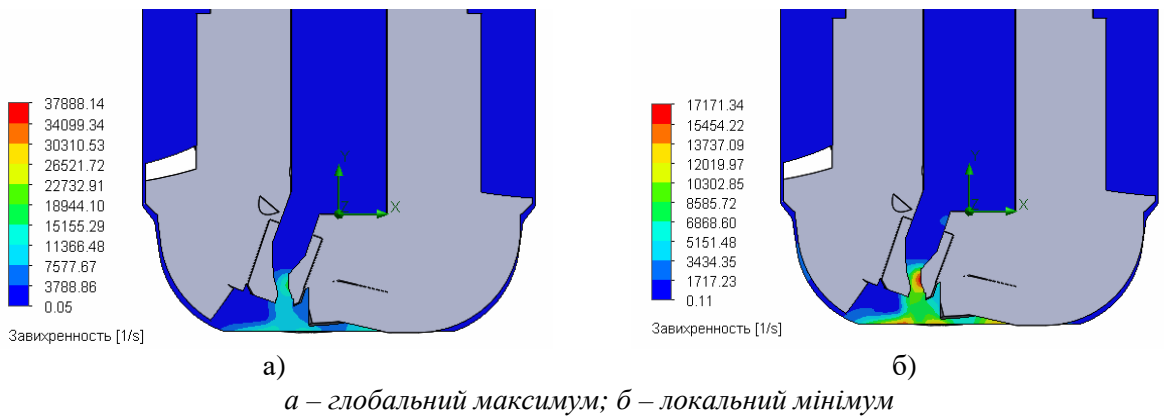 37888.14
34099.34
30310.53
26521.72
22732.91
18944.10
15155.29
11366.48
7577.67
3788.86
0.05
Завихренность [1/s]
Y
X
17171.34
15454.22
13737.09
12019.97
10302.85
8585.72
6868.60
5151.48
3434.35
1717.23
0.11
Завихренность [1/s]
Y
X
а)
б)
а – глобальний максимум; б – локальний мінімум